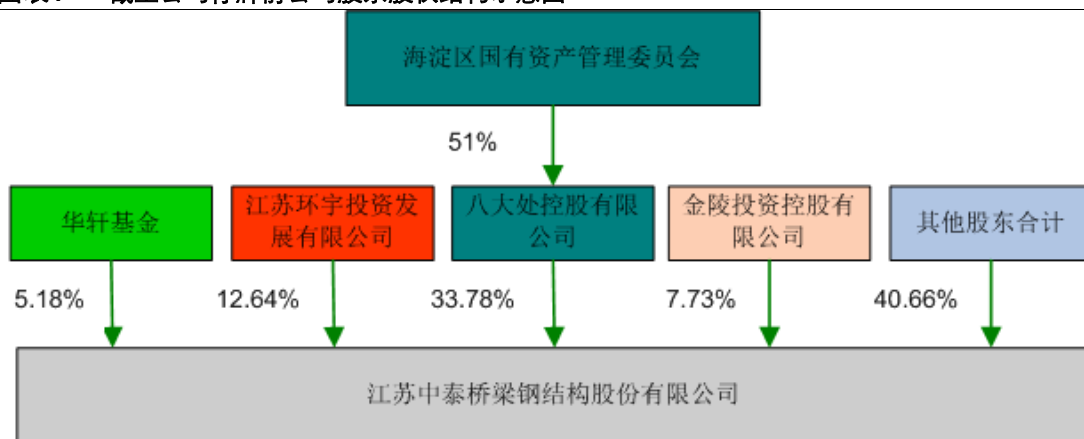 海淀区国有资产管理委员会
51%
华轩基金
江苏环宇投资发
展有限公司
八大处控股有限
公司
金陵投资控股有
限公司
其他股东合计
5.18%
12.64%
33.78%
7.73%
40.66%
江苏中泰桥梁钢结构股份有限公司